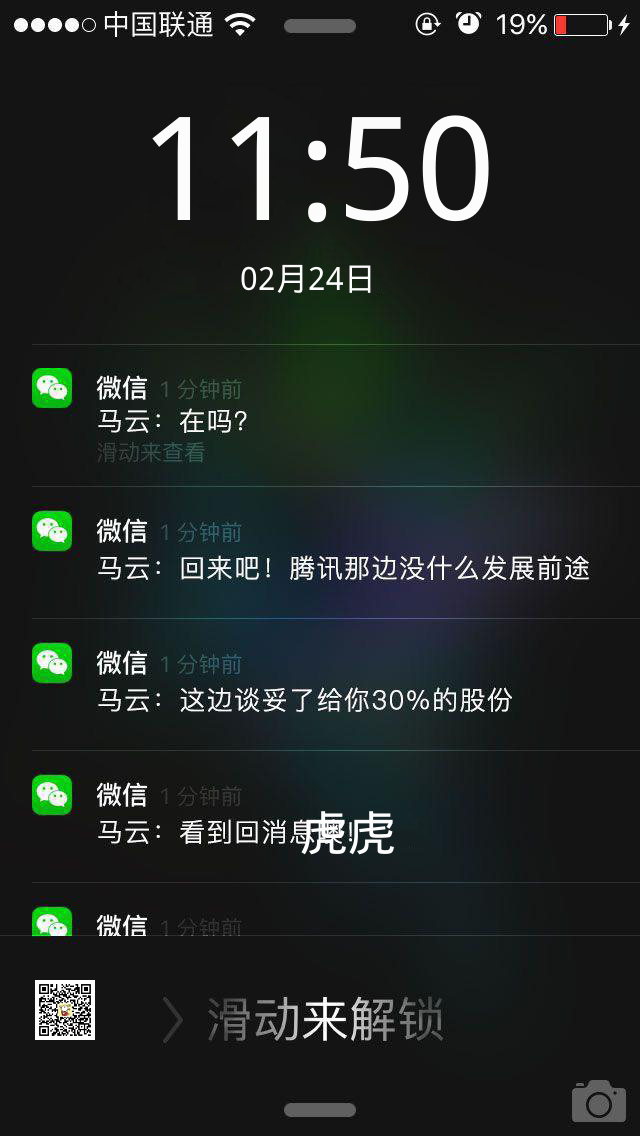 中国联通 19%
11:50
02月24日
微信 1 分钟前
马云：在吗?
滑动来查看
微信 1 分钟前
马云：回来吧！腾讯那边没什么发展前途
微信 1 分钟前
马云：这边谈妥了给你30%的股份
微信 1 分钟前
马云：看到回消息
虎虎
微信 1 分钟前
滑动来解锁